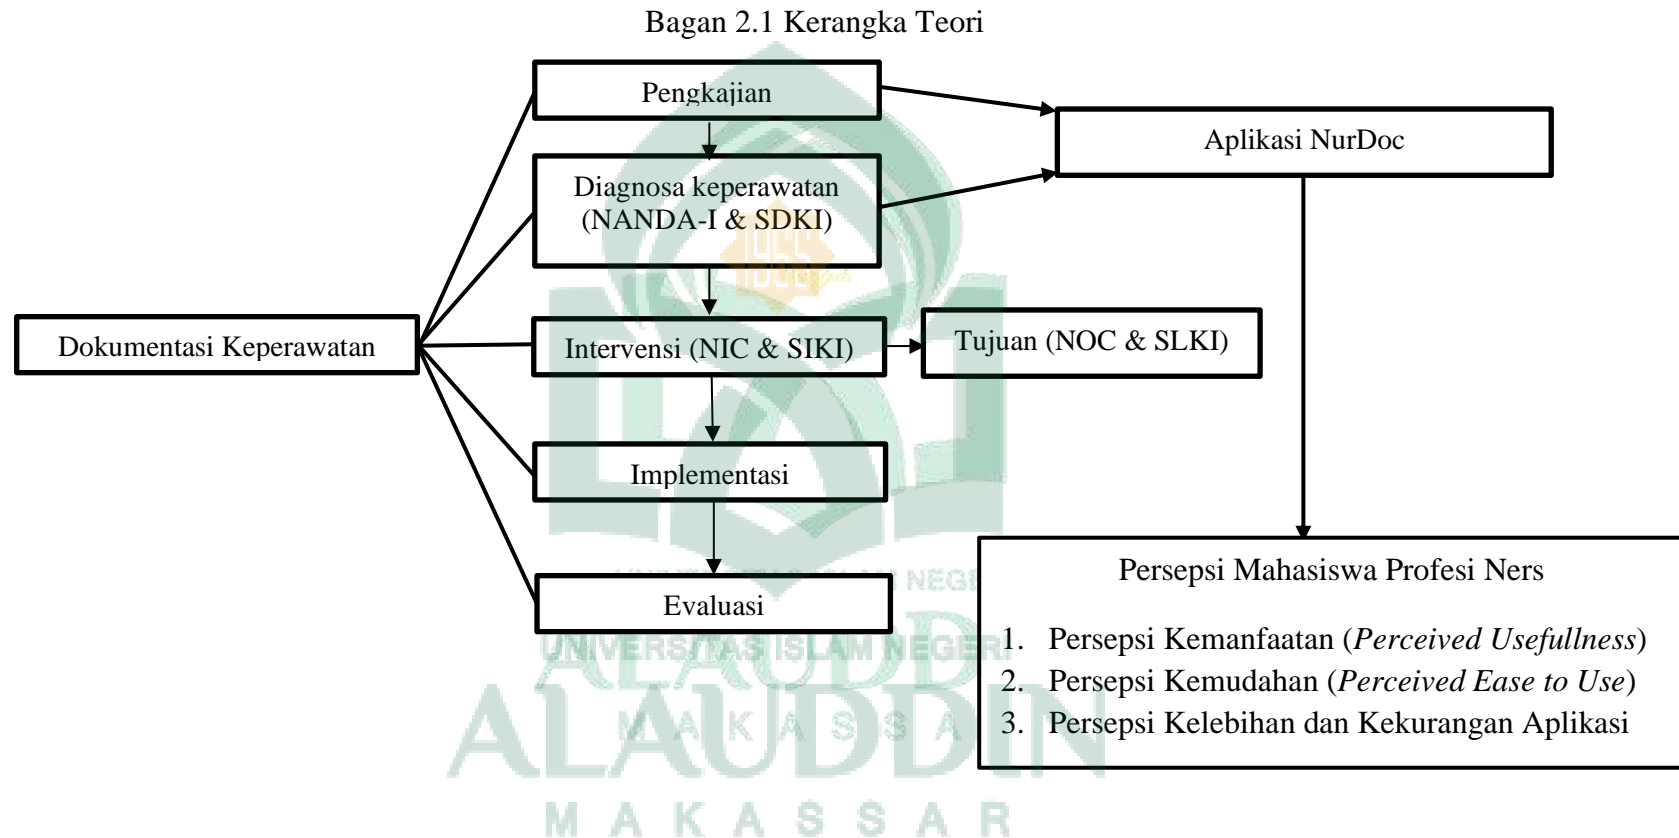 Bagan 2.1 Kerangka Teori
Pengkajian
Aplikasi NurDoc
Diagnosa keperawatan
(NANDA-I & SDKI)
Dokumentasi Keperawatan
Intervensi (NIC & SIKI)
Tujuan (NOC & SLKI)
Implementasi
Evaluasi
Persepsi Mahasiswa Profesi Ners
1. Persepsi Kemanfaatan (Perceived Usefullness)
2. Persepsi Kemudahan (Perceived Ease to Use)
3. Persepsi Kelebihan dan Kekurangan Aplikasi
UNIVERSITAS ISLAM NEGERI
ALAUDDIN
MAKASSAR